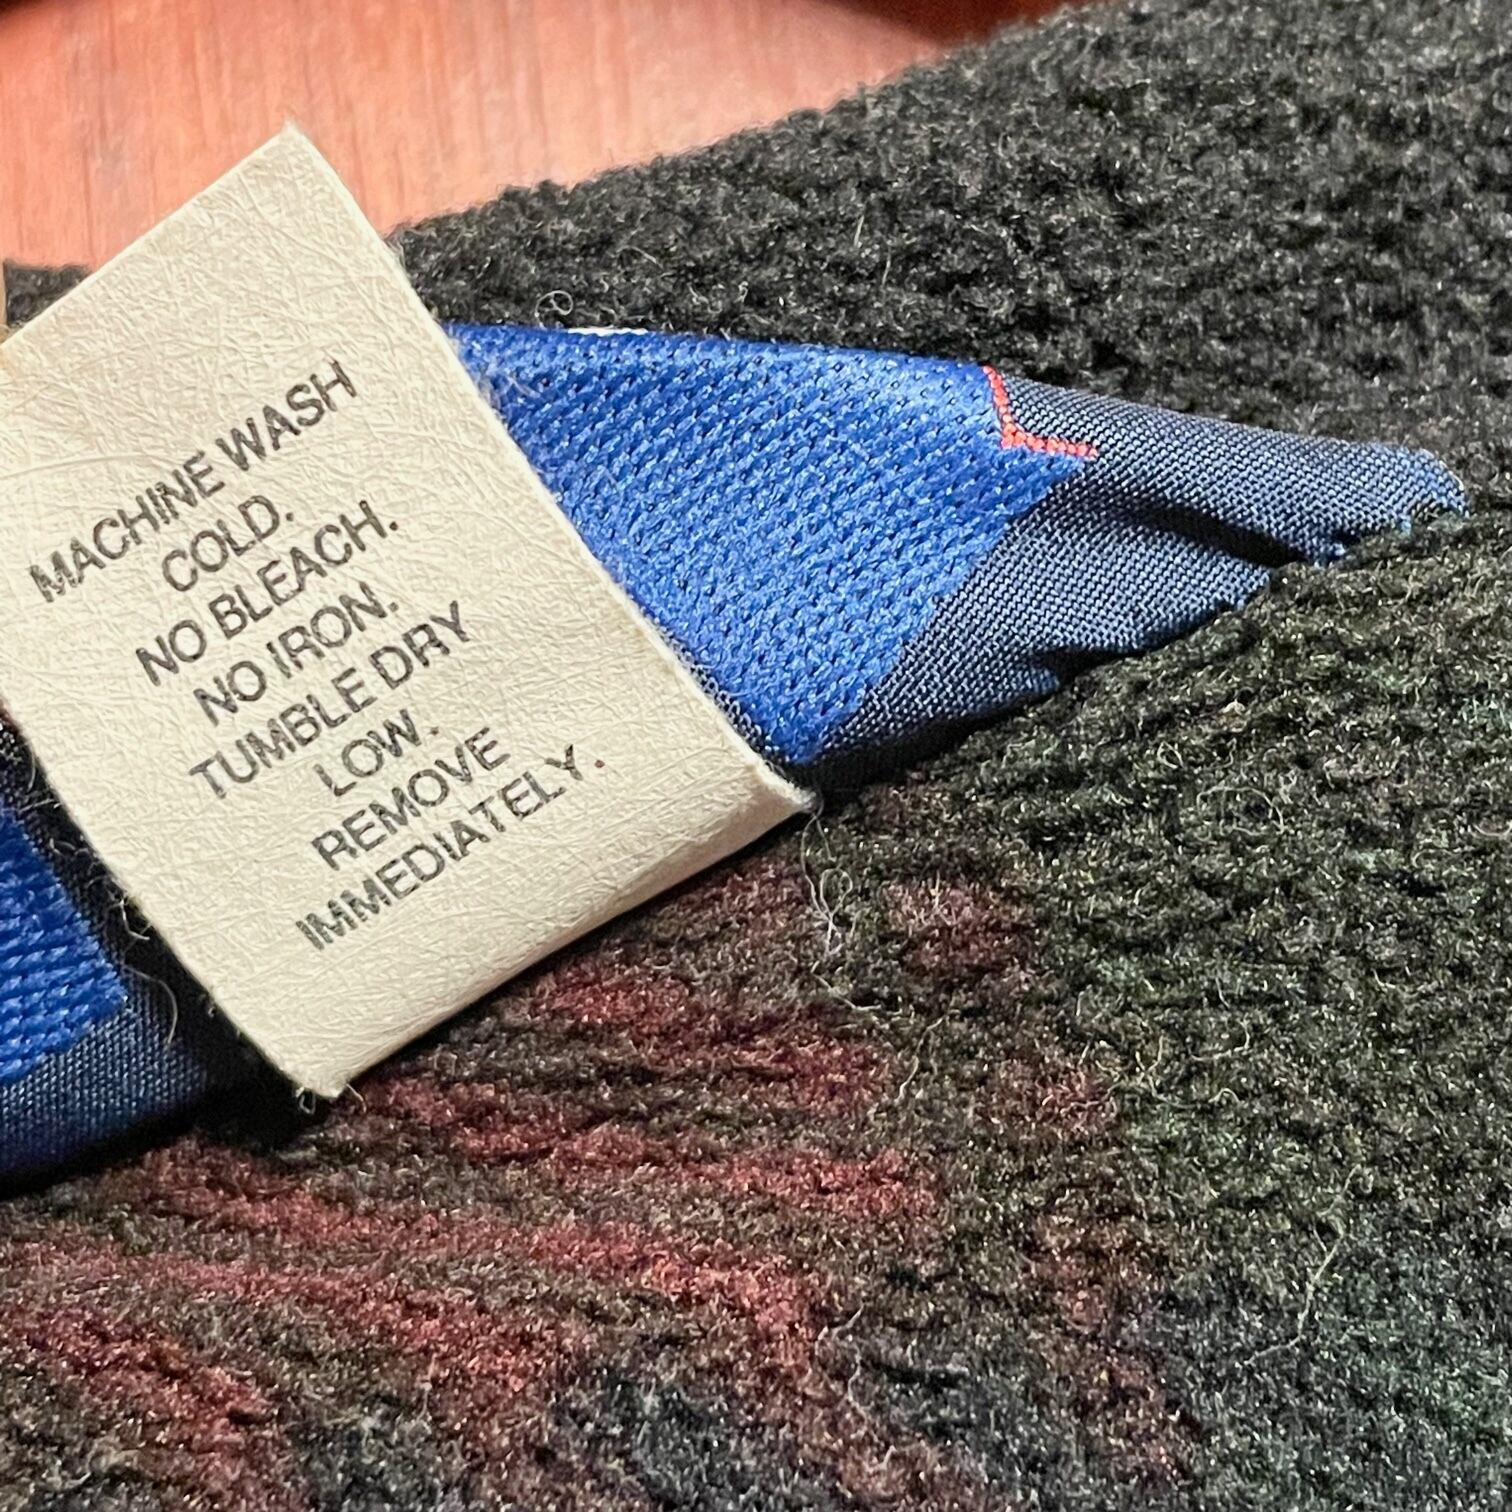 MACHINE WASH
COLD.
NO BLEACH.
NO IRON.
TUMBLE DRY
LOW.
REMOVE
IMMEDIATELY.